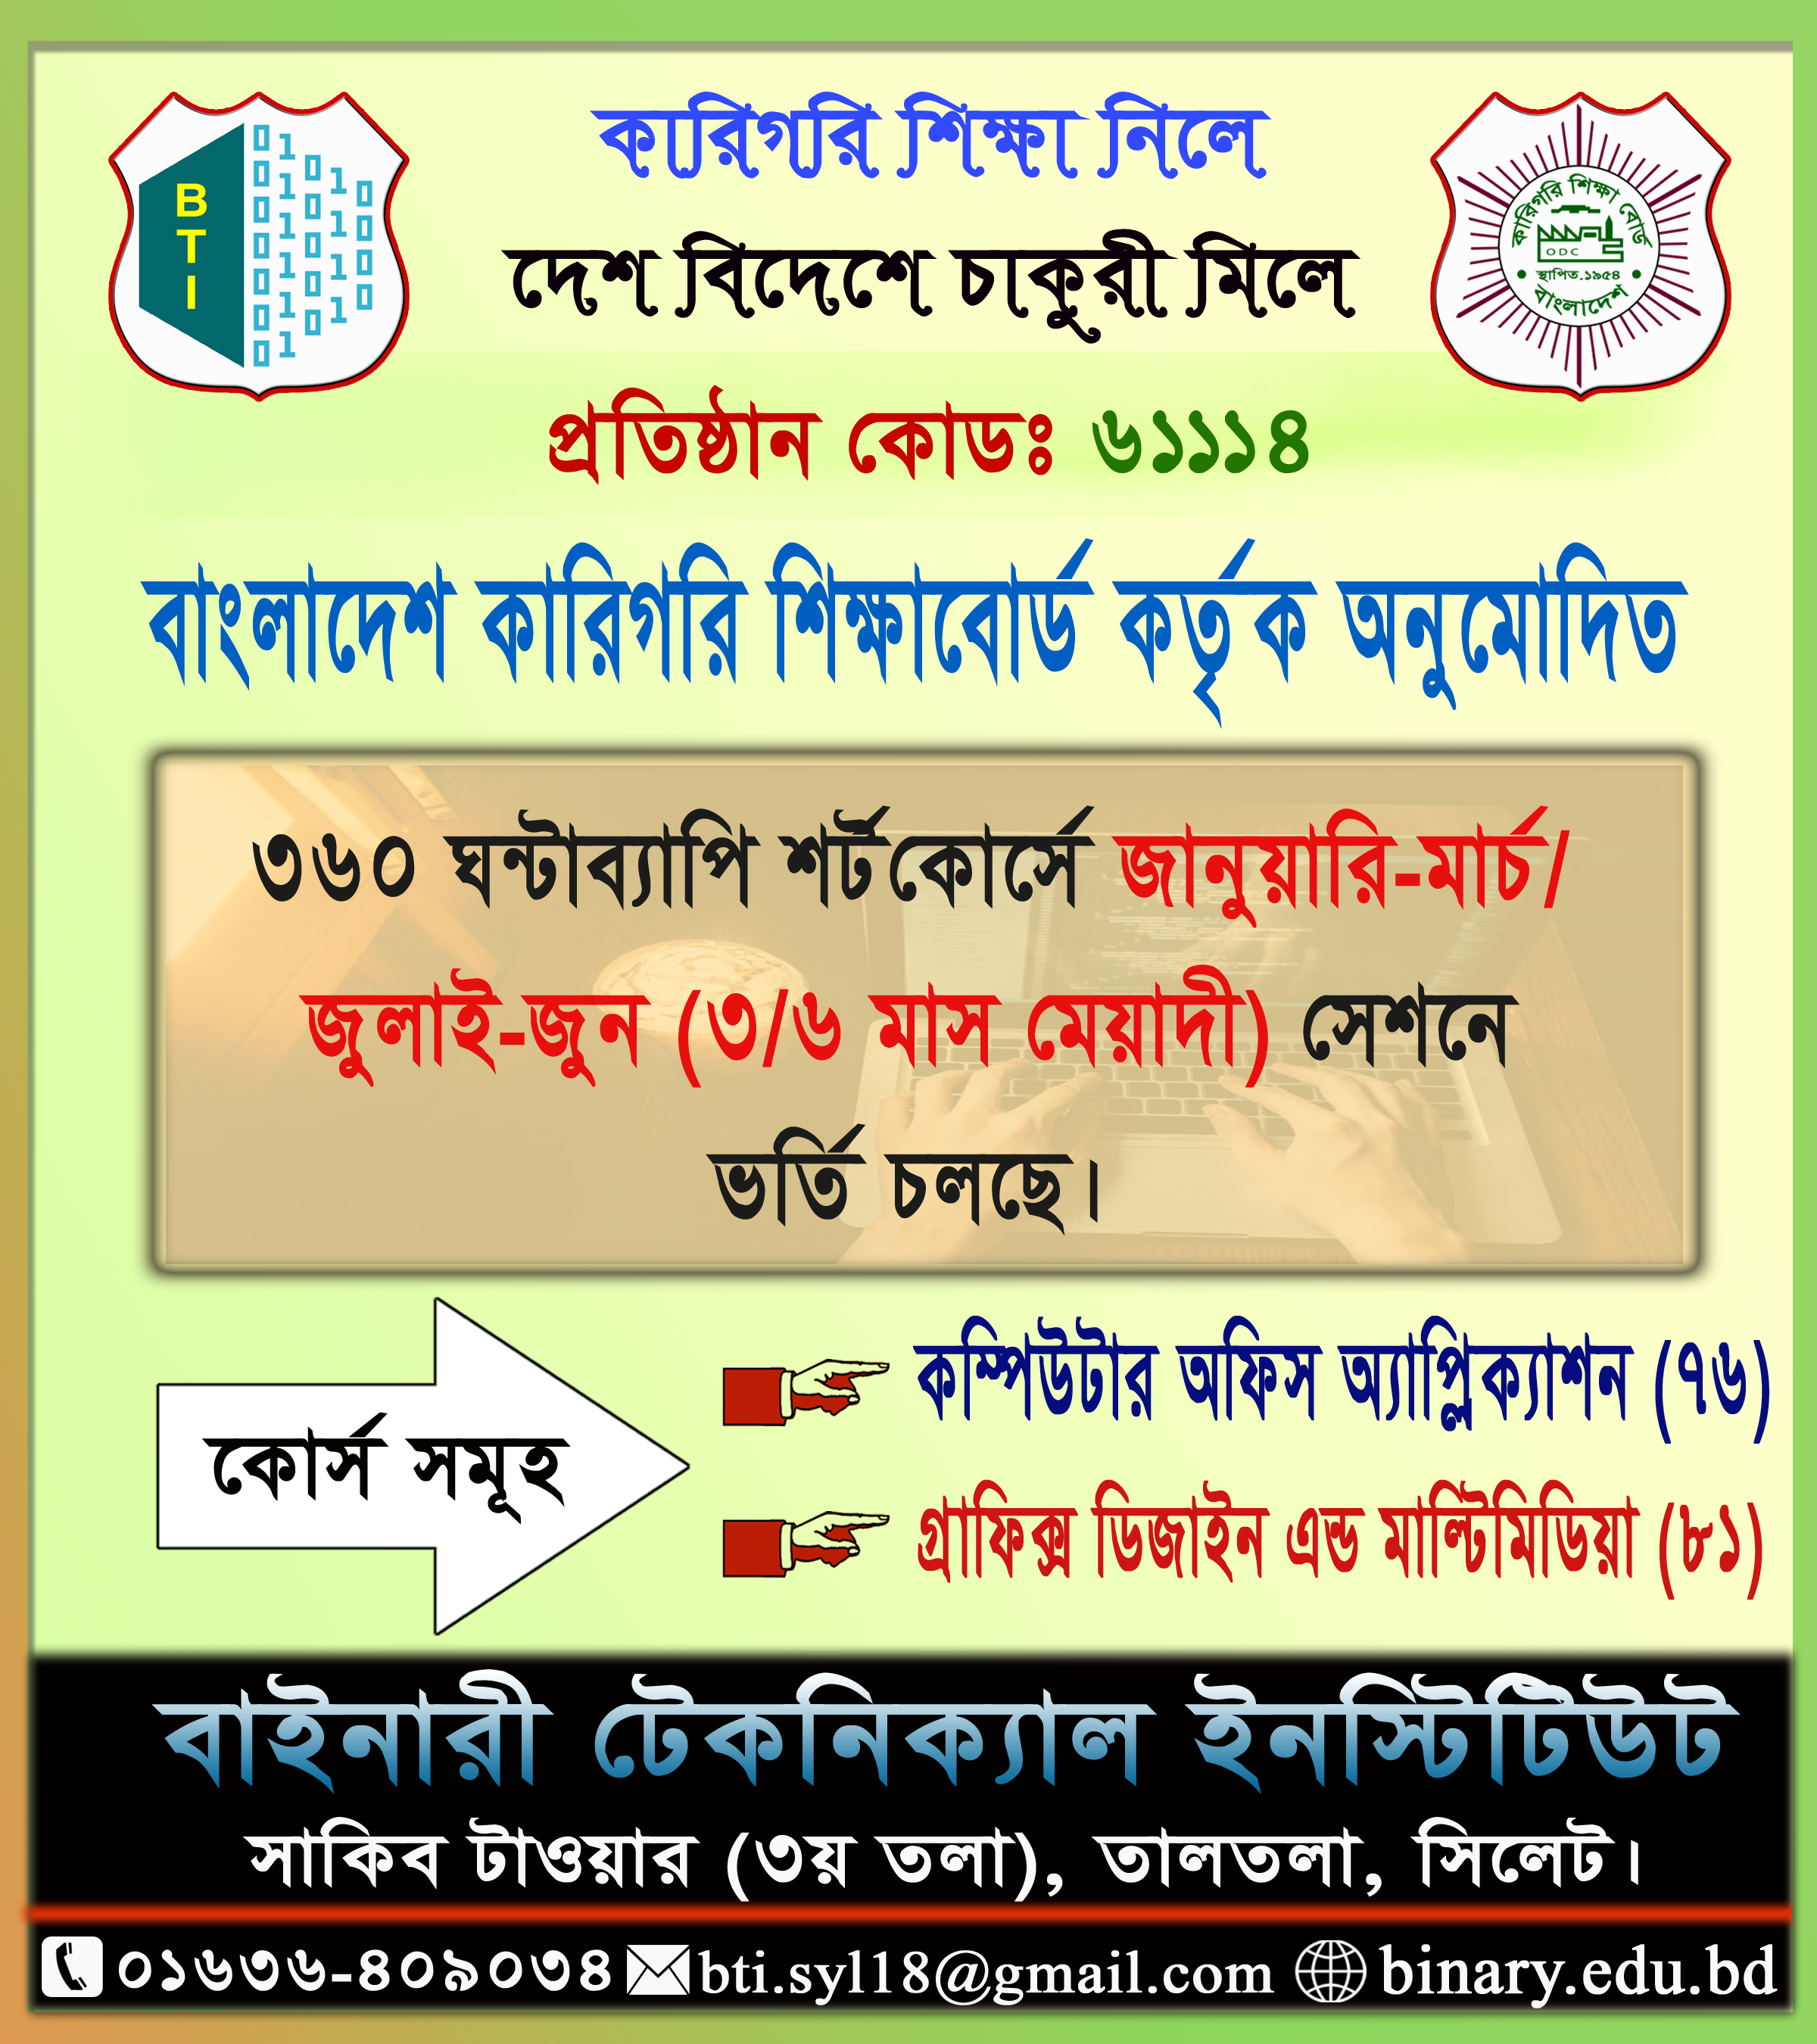 BTI
কারিগরি শিক্ষা নিলে
দেশ বিদেশে চাকুরী মিলে
কারিগরি শিক্ষা বোর্ড
ODC
স্থাপিত.১৯৫৪
বাংলাদেশ
প্রতিষ্ঠান কোডঃ ৬১১১৪
বাংলাদেশ কারিগরি শিক্ষাবোর্ড কর্তৃক অনুমোদিত
৩৬০ ঘন্টাব্যাপি শর্টকোর্সে জানুয়ারি-মার্চ/
জুলাই-জুন (৩/৬ মাস মেয়াদী) সেশনে
ভর্তি চলছে।
কোর্স সমূহ
কম্পিউটার অফিস অ্যাপ্লিক্যাশন (৭৬)
গ্রাফিক্স ডিজাইন এন্ড মাল্টিমিডিয়া (৮১)
বাইনারী টেকনিক্যাল ইনস্টিটিউট
সাকিব টাওয়ার (৩য় তলা), তালতলা, সিলেট।
০১৬৩৬-৪০৯০৩৪ bti.syl18@gmail.com binary.edu.bd